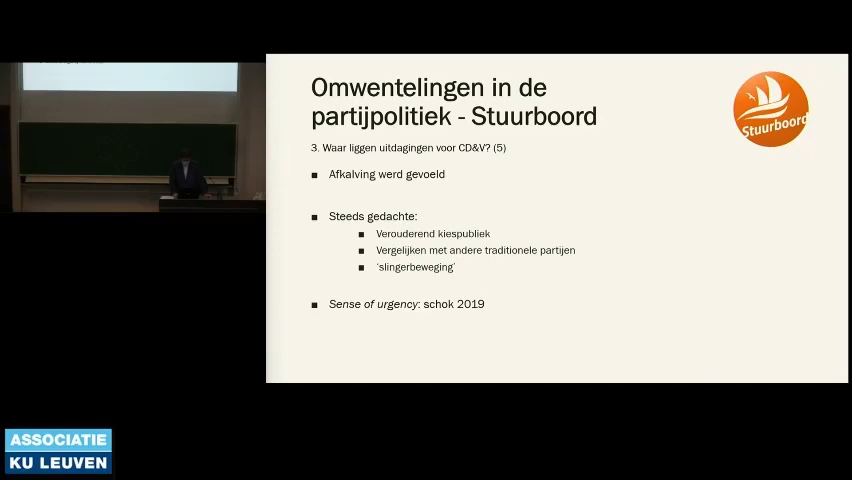 Omwentelingen in de
partijpolitiek - Stuurboord
Stuurboord
3. Waar liggen uitdagingen voor CD&V? (5)
■ Afkalving werd gevoeld
■ Steeds gedachte:
■ Verouderend kiespubliek
■ Vergelijken met andere traditionele partijen
■ ‘slingerbeweging’
■ Sense of urgency: schok 2019
ASSOCIATIE
KU LEUVEN